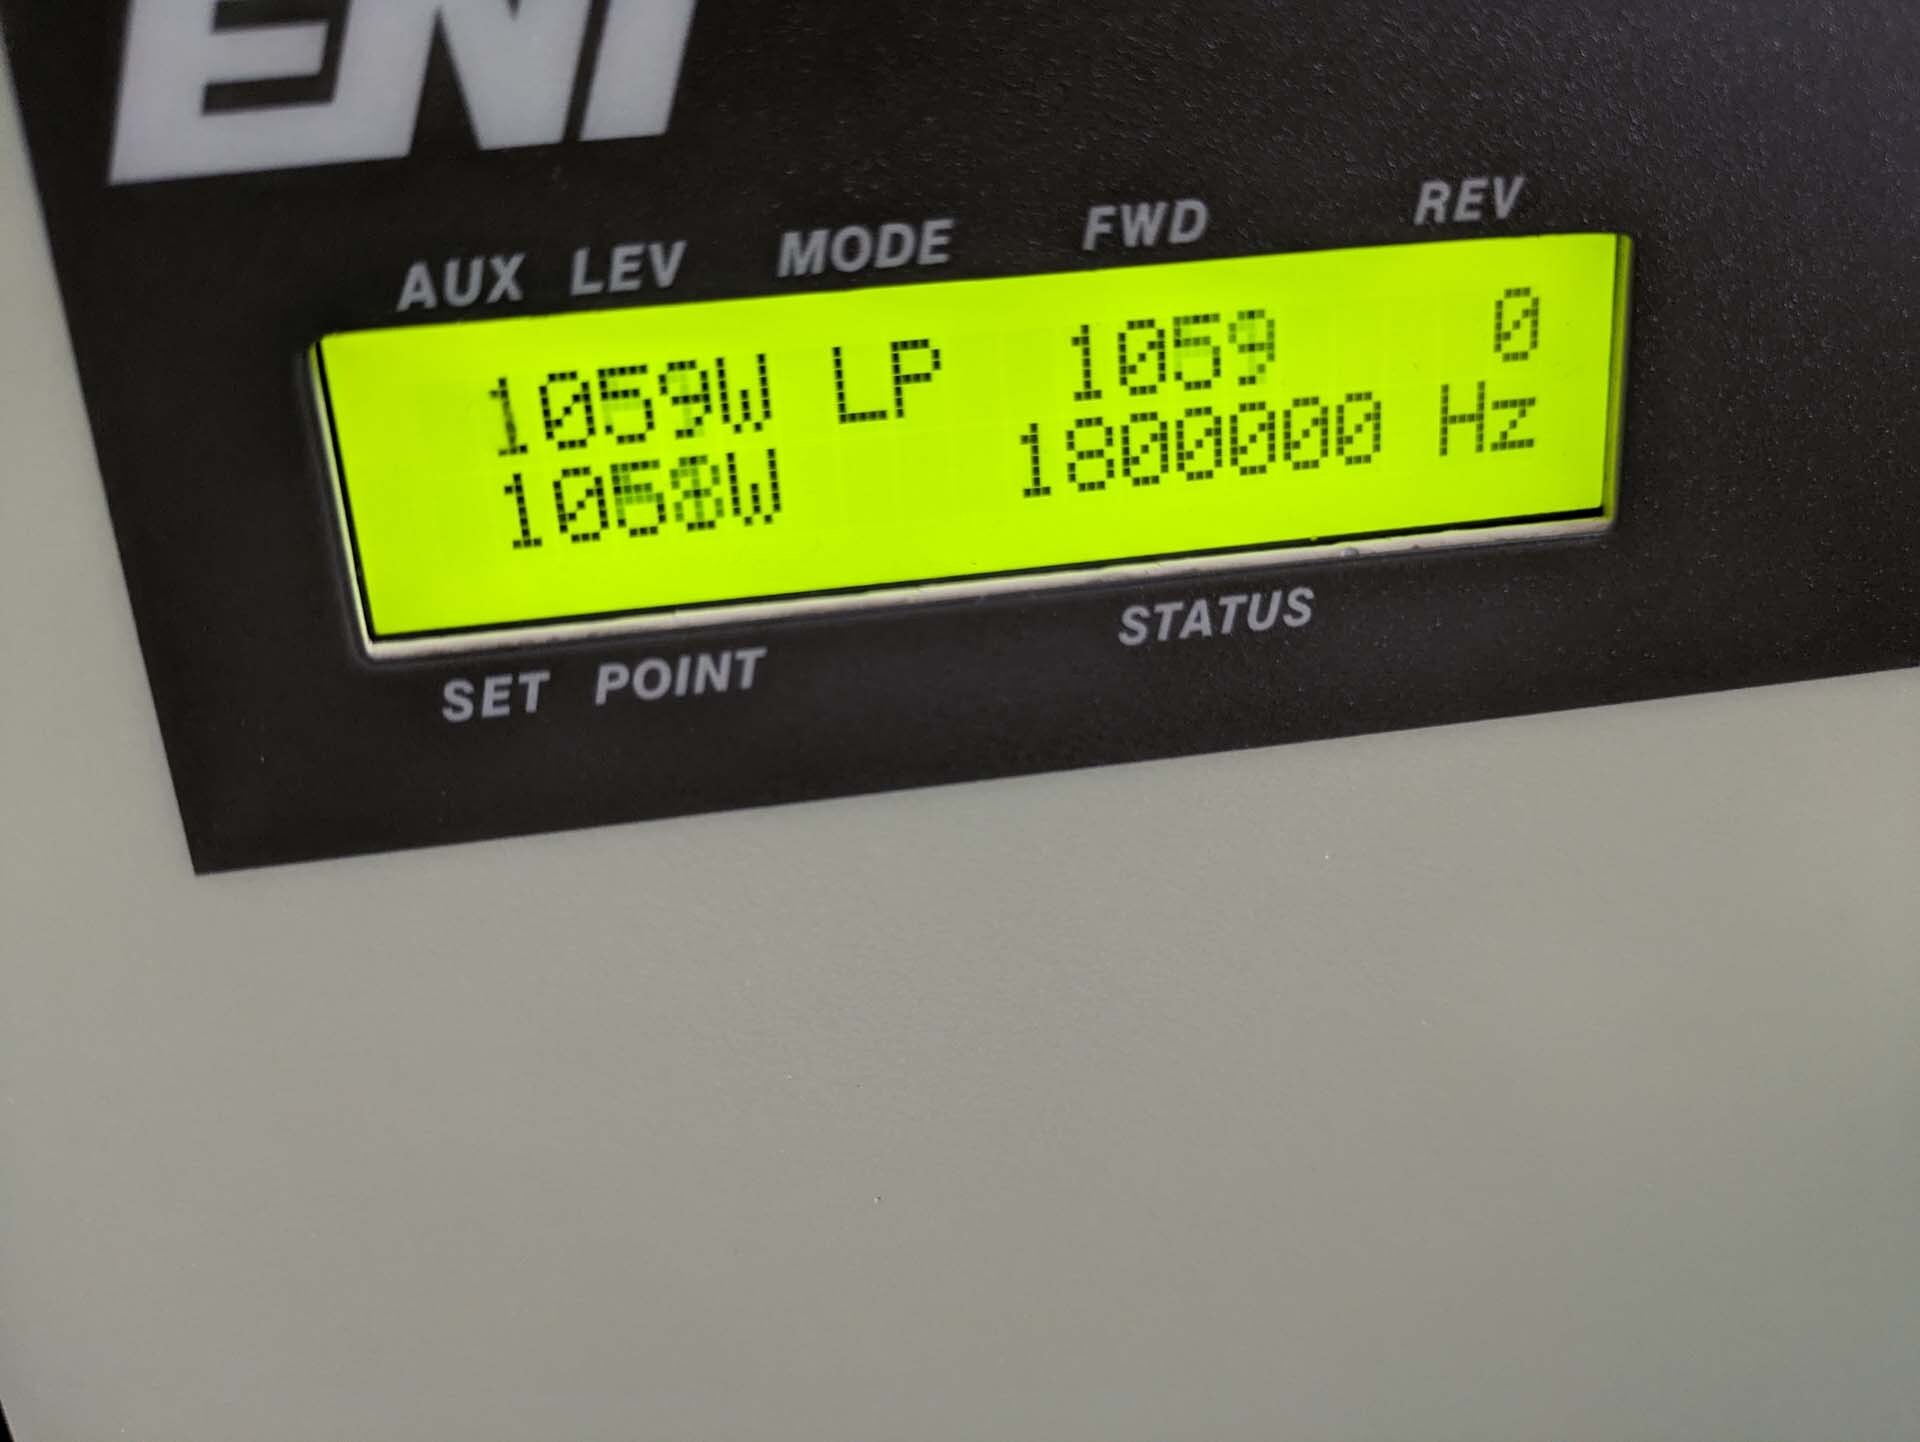 ENI
AUX LEV MODE FWD REV
1059W LP 1059 0
1058W 1800000 Hz
SET POINT STATUS